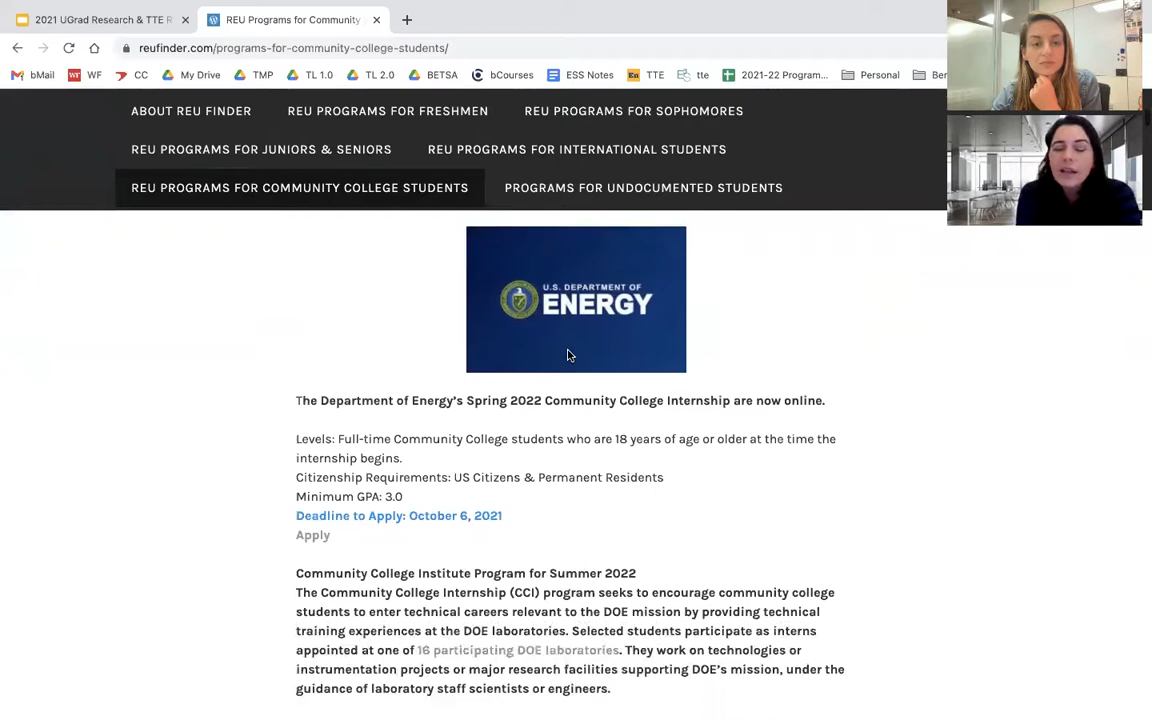 2021 UGrad Research & TTE R
REU Programs for Community
reufinder.com/programs-for-community-college-students/
bMail WF CC My Drive TMP TL 1.0 TL 2.0 BETSA bCourses ESS Notes TTE tte 2021-22 Program... Personal Ber
ABOUT REU FINDER REU PROGRAMS FOR FRESHMEN REU PROGRAMS FOR SOPHOMORES
REU PROGRAMS FOR JUNIORS & SENIORS REU PROGRAMS FOR INTERNATIONAL STUDENTS
REU PROGRAMS FOR COMMUNITY COLLEGE STUDENTS PROGRAMS FOR UNDOCUMENTED STUDENTS
U.S. DEPARTMENT OF
ENERGY
The Department of Energy's Spring 2022 Community College Internship are now online.
Levels: Full-time Community College students who are 18 years of age or older at the time the
internship begins.
Citizenship Requirements: US Citizens & Permanent Residents
Minimum GPA: 3.0
Deadline to Apply: October 6, 2021
Apply
Community College Institute Program for Summer 2022
The Community College Internship (CCI) program seeks to encourage community college
students to enter technical careers relevant to the DOE mission by providing technical
training experiences at the DOE laboratories. Selected students participate as interns
appointed at one of 16 participating DOE laboratories. They work on technologies or
instrumentation projects or major research facilities supporting DOE's mission, under the
guidance of laboratory staff scientists or engineers.